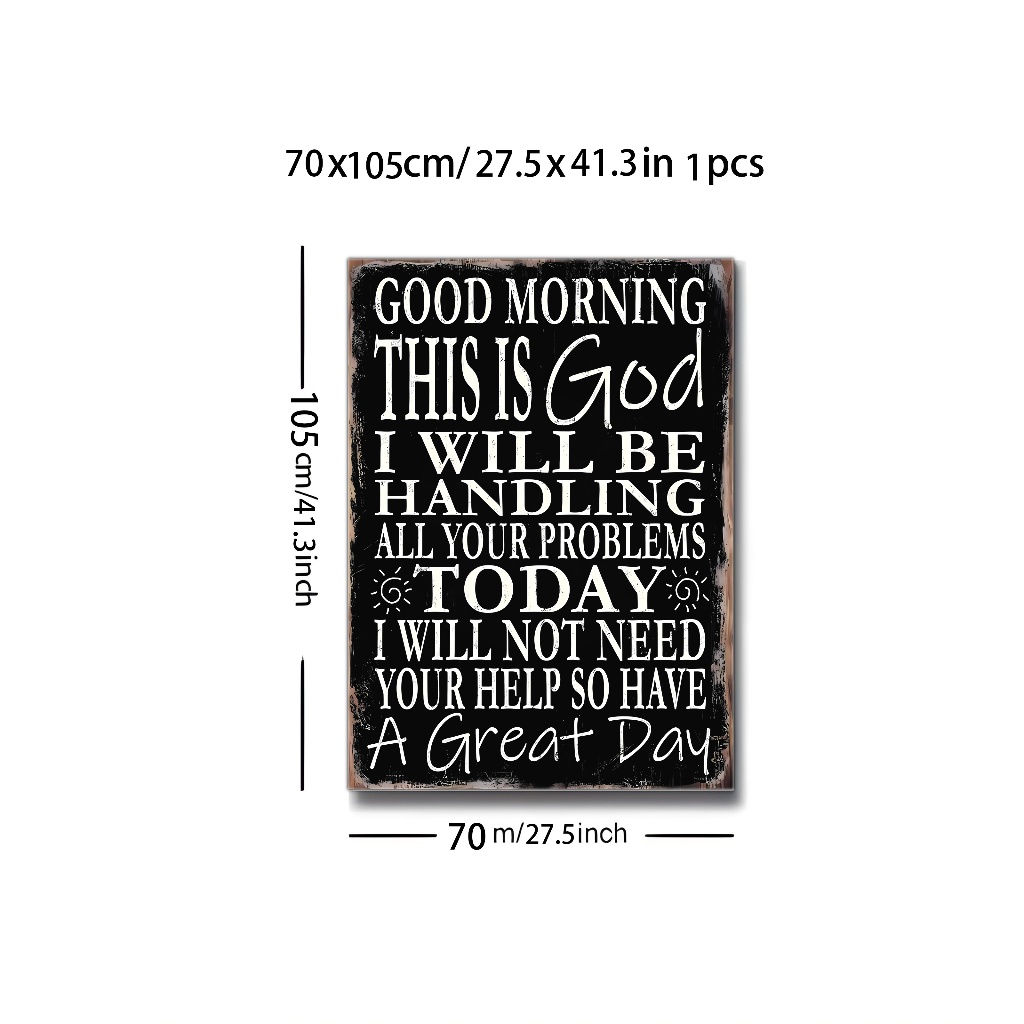 70x105cm/27.5x41.3in 1pcs
GOOD MORNING
THIS IS God
I WILL BE
HANDLING
ALL YOUR PROBLEMS
TODAY
I WILL NOT NEED
YOUR HELP SO HAVE
A Great Day
105cm/41.3inch
70 m/27.5inch